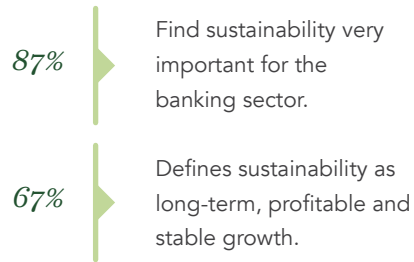 87%
Find sustainability very
important for the
banking sector.
67%
Defines sustainability as
long-term, profitable and
stable growth.